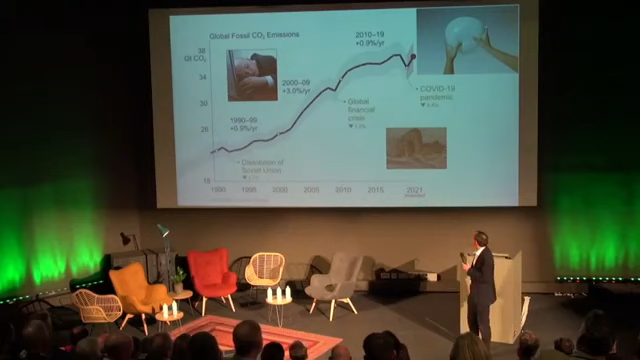 Global Fossil CO₂ Emissions
38
Gt CO₂
34
30
26
18
2010–19
+0.9%/yr
2000–09
+3.0%/yr
1990–99
+0.9%/yr
Dissolution of
Soviet Union
Global
financial
crisis
COVID-19
pandemic
1990
1995
2000
2005
2010
2015
2021